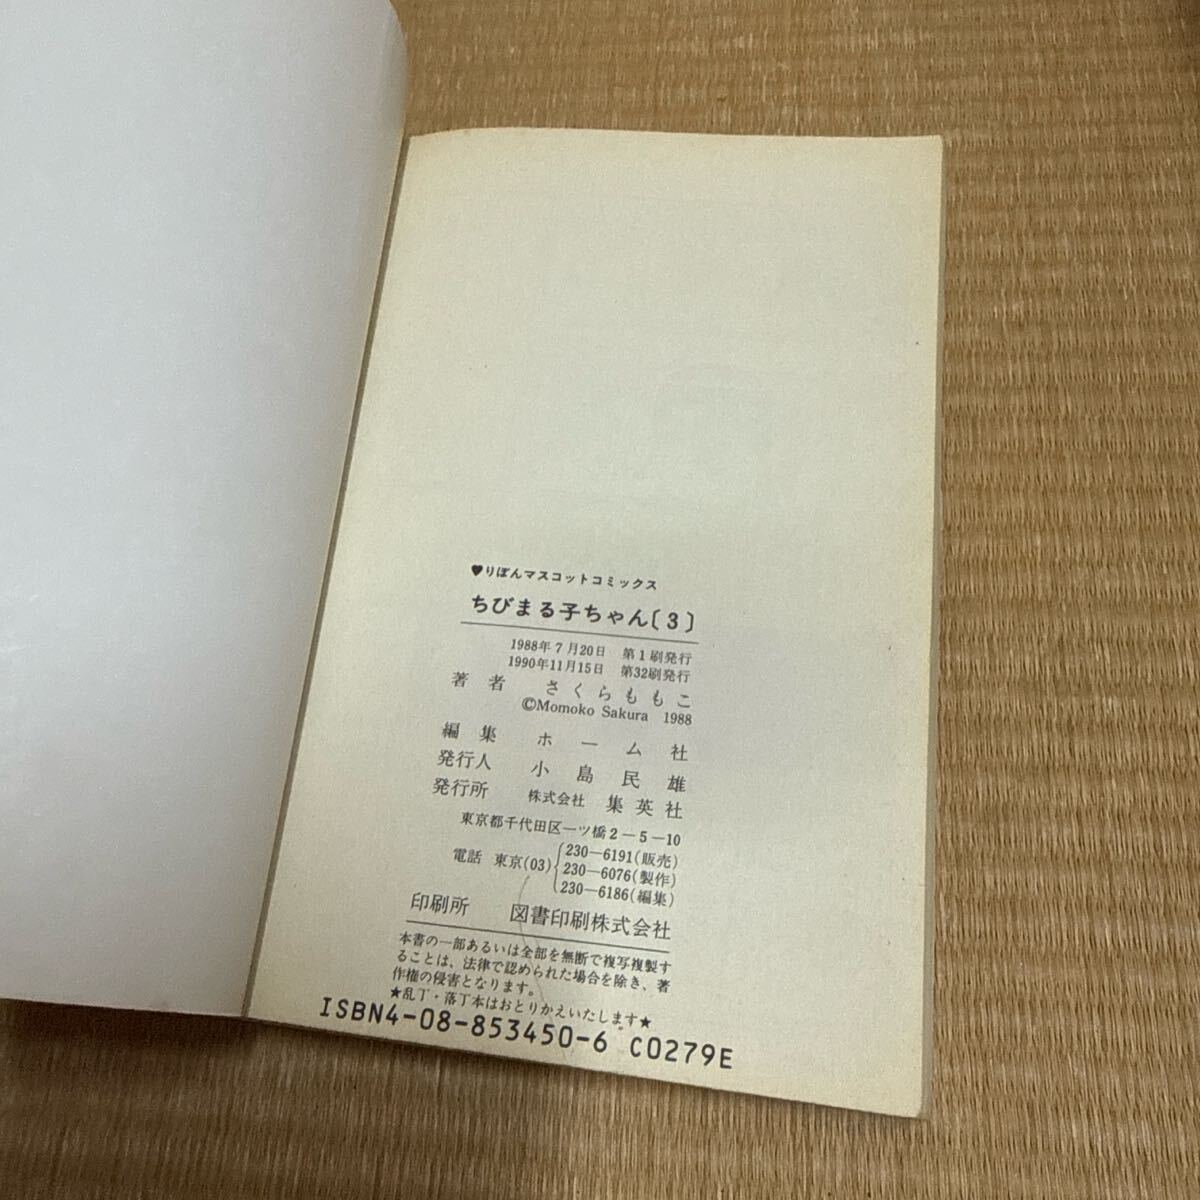 ♥りぼんマスコットコミックス
ちびまる子ちゃん〔3〕
1988年7月20日 第1刷発行
1990年11月15日 第32刷発行
著者 さくらももこ
©Momoko Sakura 1988
編集 ホーム社
発行人 小島民雄
発行所 株式会社 集英社
東京都千代田区一ツ橋2－5－10
230―6191(販売)
電話 東京(03) 230―6076(製作)
230―6186(編集)
印刷所 図書印刷株式会社
本書の一部あるいは全部を無断で複写複製す
ることは、法律で認められた場合を除き、著
作権の侵害となります。
★乱丁・落丁本はおとりかえいたします★
ISBN4-08-853450-6 C0279E